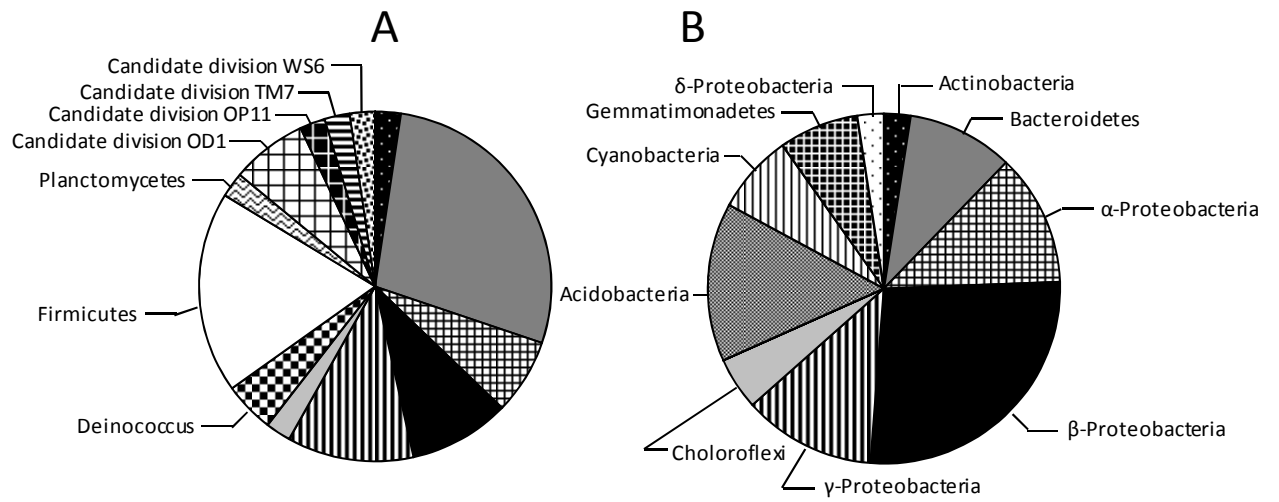 A
Candidate division WS6
Candidate division TM7
Candidate division OP11
Candidate division OD1
Planctomycetes
Firmicutes
Deinococcus
B
δ-Proteobacteria
Gemmatimonadetes
Cyanobacteria
Acidobacteria
Choloroflexi
γ-Proteobacteria
Actinobacteria
Bacteroidetes
α-Proteobacteria
β-Proteobacteria